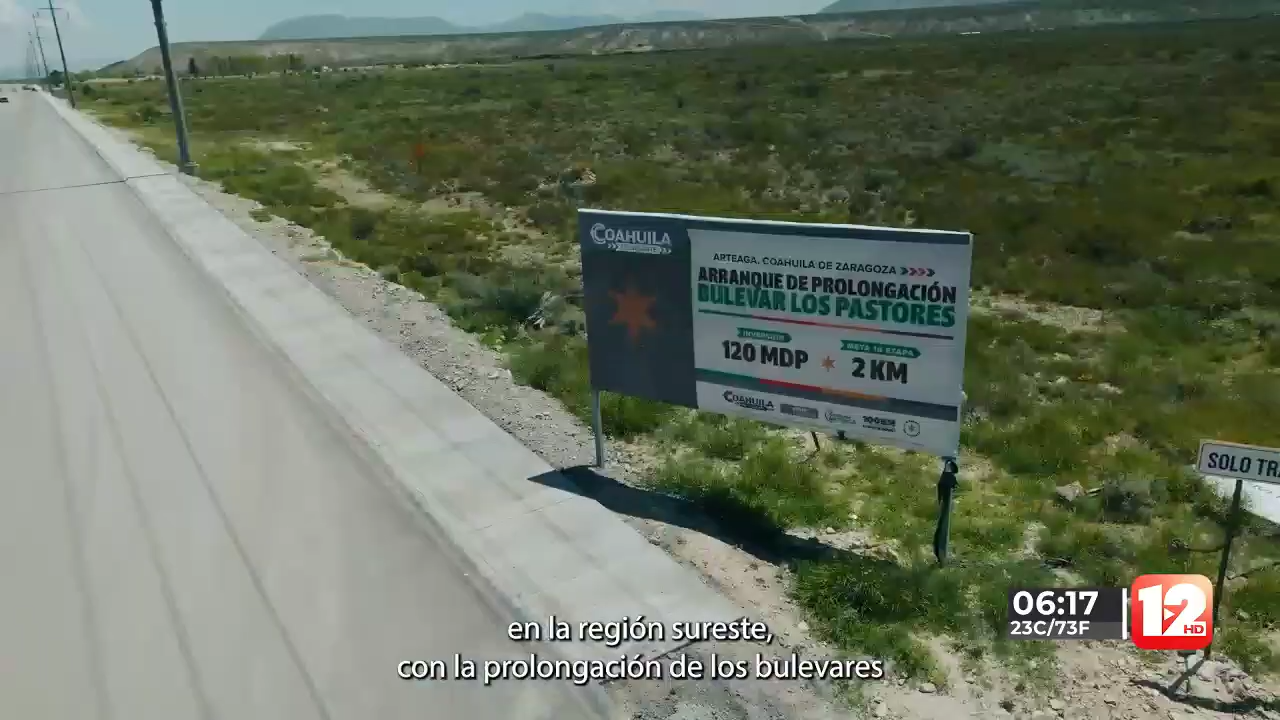 COAHUILA
ARTEAGA, COAHUILA DE ZARAGOZA
ARRANQUE DE PROLONGACIÓN
BULEVAR LOS PASTORES
INVERSIÓN
120 MDP
META 1A ETAPA
2 KM
COAHUILA
SOLO TR
06:17
23C/73F
12
HD
en la región sureste,
con la prolongación de los bulevares